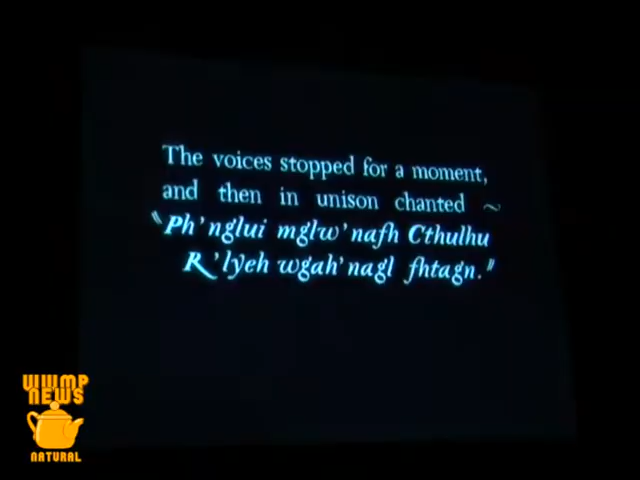 The voices stopped for a moment,
and then in unison chanted ~
"Ph'nglui mglw'nafh Cthulhu
R'lyeh wgah'nagl fhtagn."
WWMP
NEWS
NATURAL